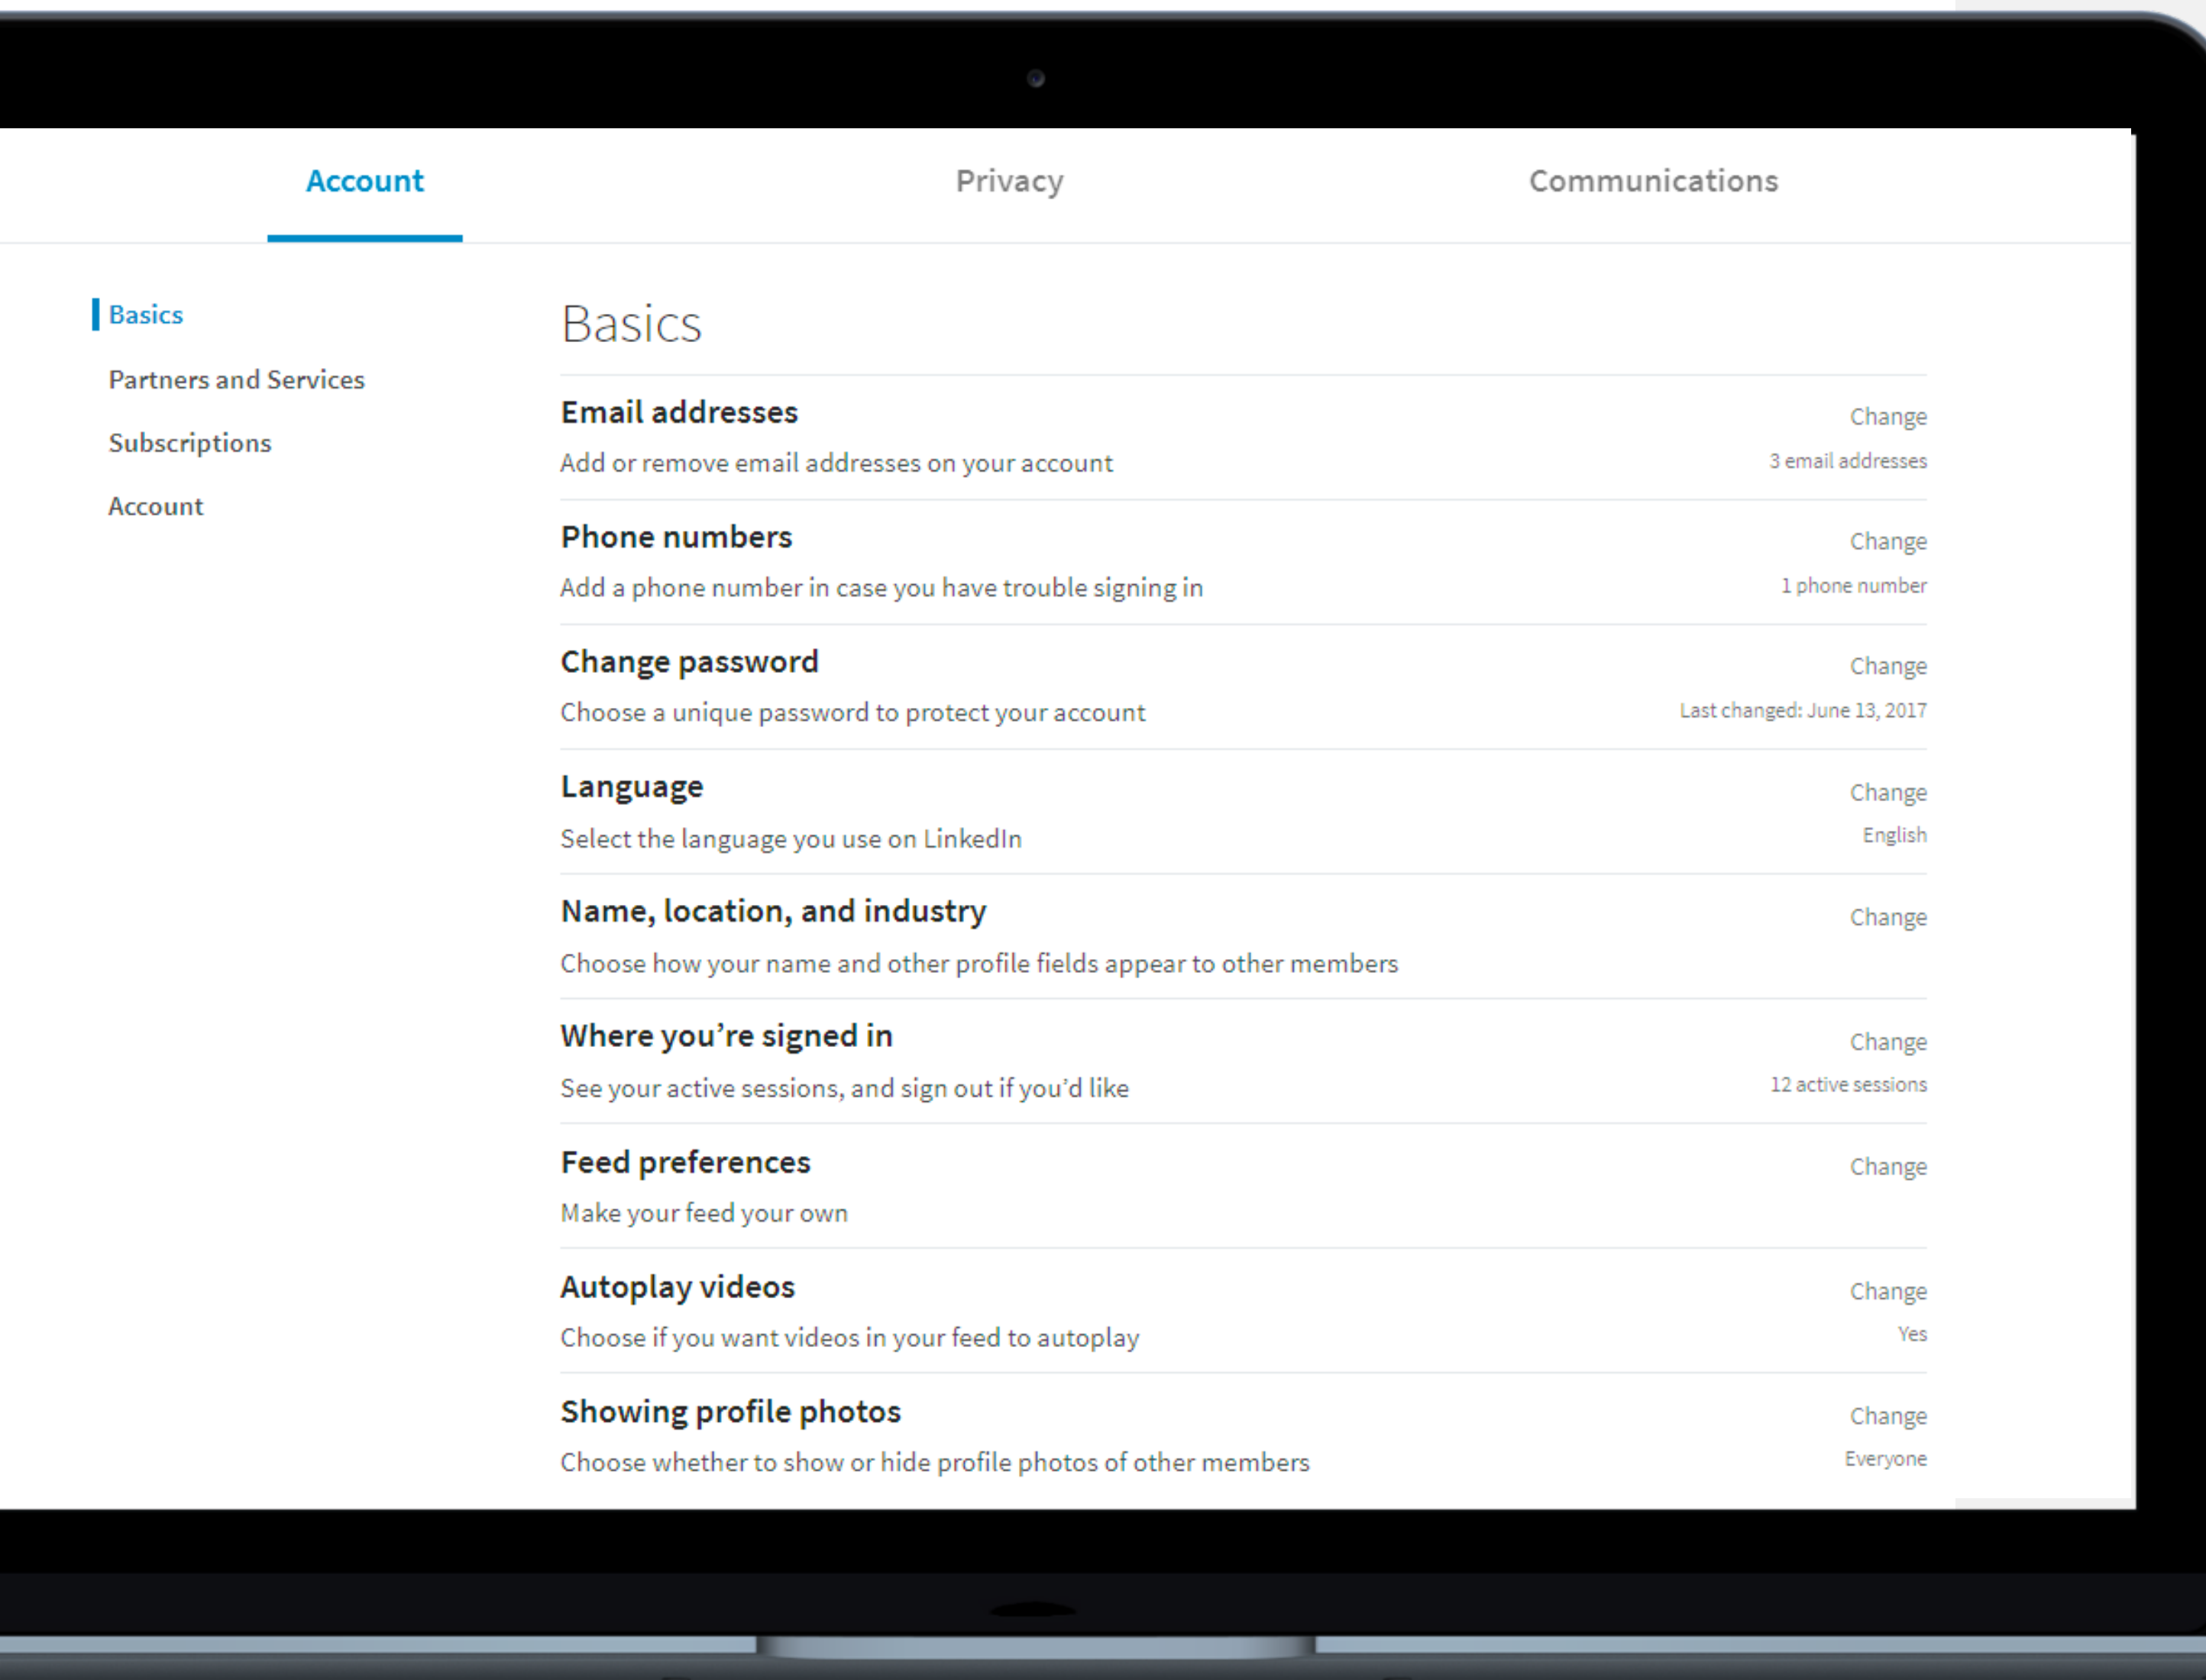 Account
Privacy
Communications
Basics
Partners and Services
Subscriptions
Account
Basics
Email addresses
Change
Add or remove email addresses on your account
3 email addresses
Phone numbers
Change
Add a phone number in case you have trouble signing in
1 phone number
Change password
Change
Choose a unique password to protect your account
Last changed: June 13, 2017
Language
Change
Select the language you use on LinkedIn
English
Name, location, and industry
Change
Choose how your name and other profile fields appear to other members
Where you’re signed in
Change
See your active sessions, and sign out if you’d like
12 active sessions
Feed preferences
Change
Make your feed your own
Autoplay videos
Change
Choose if you want videos in your feed to autoplay
Yes
Showing profile photos
Change
Choose whether to show or hide profile photos of other members
Everyone